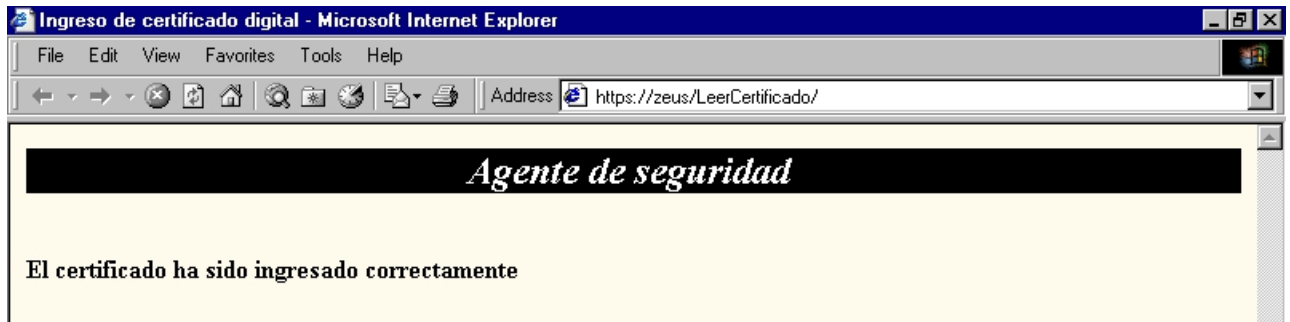 Ingreso de certificado digital - Microsoft Internet Explorer
File Edit View Favorites Tools Help
Address https://zeus/LeerCertificado/
Agente de seguridad
El certificado ha sido ingresado correctamente